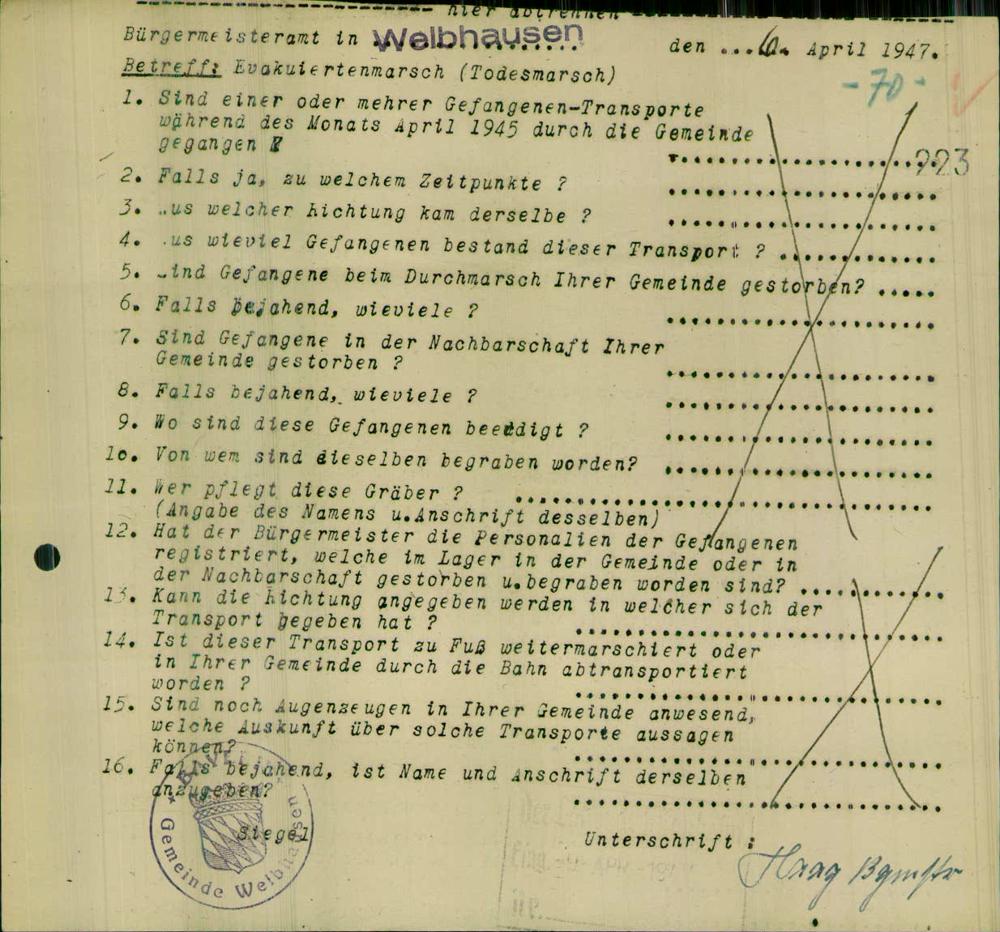 hier abtrennen
Bürgermeisteramt in Welbhausen
den ... 6. April 1947.
Betreff: Evakuiertenmarsch (Todesmarsch)
- 70 -
1. Sind einer oder mehrer Gefangenen-Transporte
während des Monats April 1945 durch die Gemeinde
gegangen
223
2. Falls ja, zu welchem Zeitpunkte ?
3. us welcher Richtung kam derselbe ?
4. us wieviel Gefangenen bestand dieser Transport ?
5. ind Gefangene beim Durchmarsch Ihrer Gemeinde gestorben? .....
6. Falls bejahend, wieviele ?
7. Sind Gefangene in der Nachbarschaft Ihrer
Gemeinde gestorben ?
8. Falls bejahend, wieviele ?
9. Wo sind diese Gefangenen beerdigt ?
1o. Von wem sind dieselben begraben worden?
11. Wer pflegt diese Gräber ?
(Angabe des Namens u.Anschrift desselben)
12. Hat der Bürgermeister die Personalien der Gefangenen
registriert, welche im Lager in der Gemeinde oder in
der Nachbarschaft gestorben u.begraben worden sind?
13. Kann die Richtung angegeben werden in welcher sich der
Transport begeben hat ?
14. Ist dieser Transport zu Fuß weitermarschiert oder
in Ihrer Gemeinde durch die Bahn abtransportiert
worden ?
15. Sind noch Augenzeugen in Ihrer Gemeinde anwesend,
welche Auskunft über solche Transporte aussagen
können?
16. Falls bejahend, ist Name und Anschrift derselben
anzugeben?
Siegel
Unterschrift :
Haag Bgmstr
BAYERN
Gemeinde Welbhausen